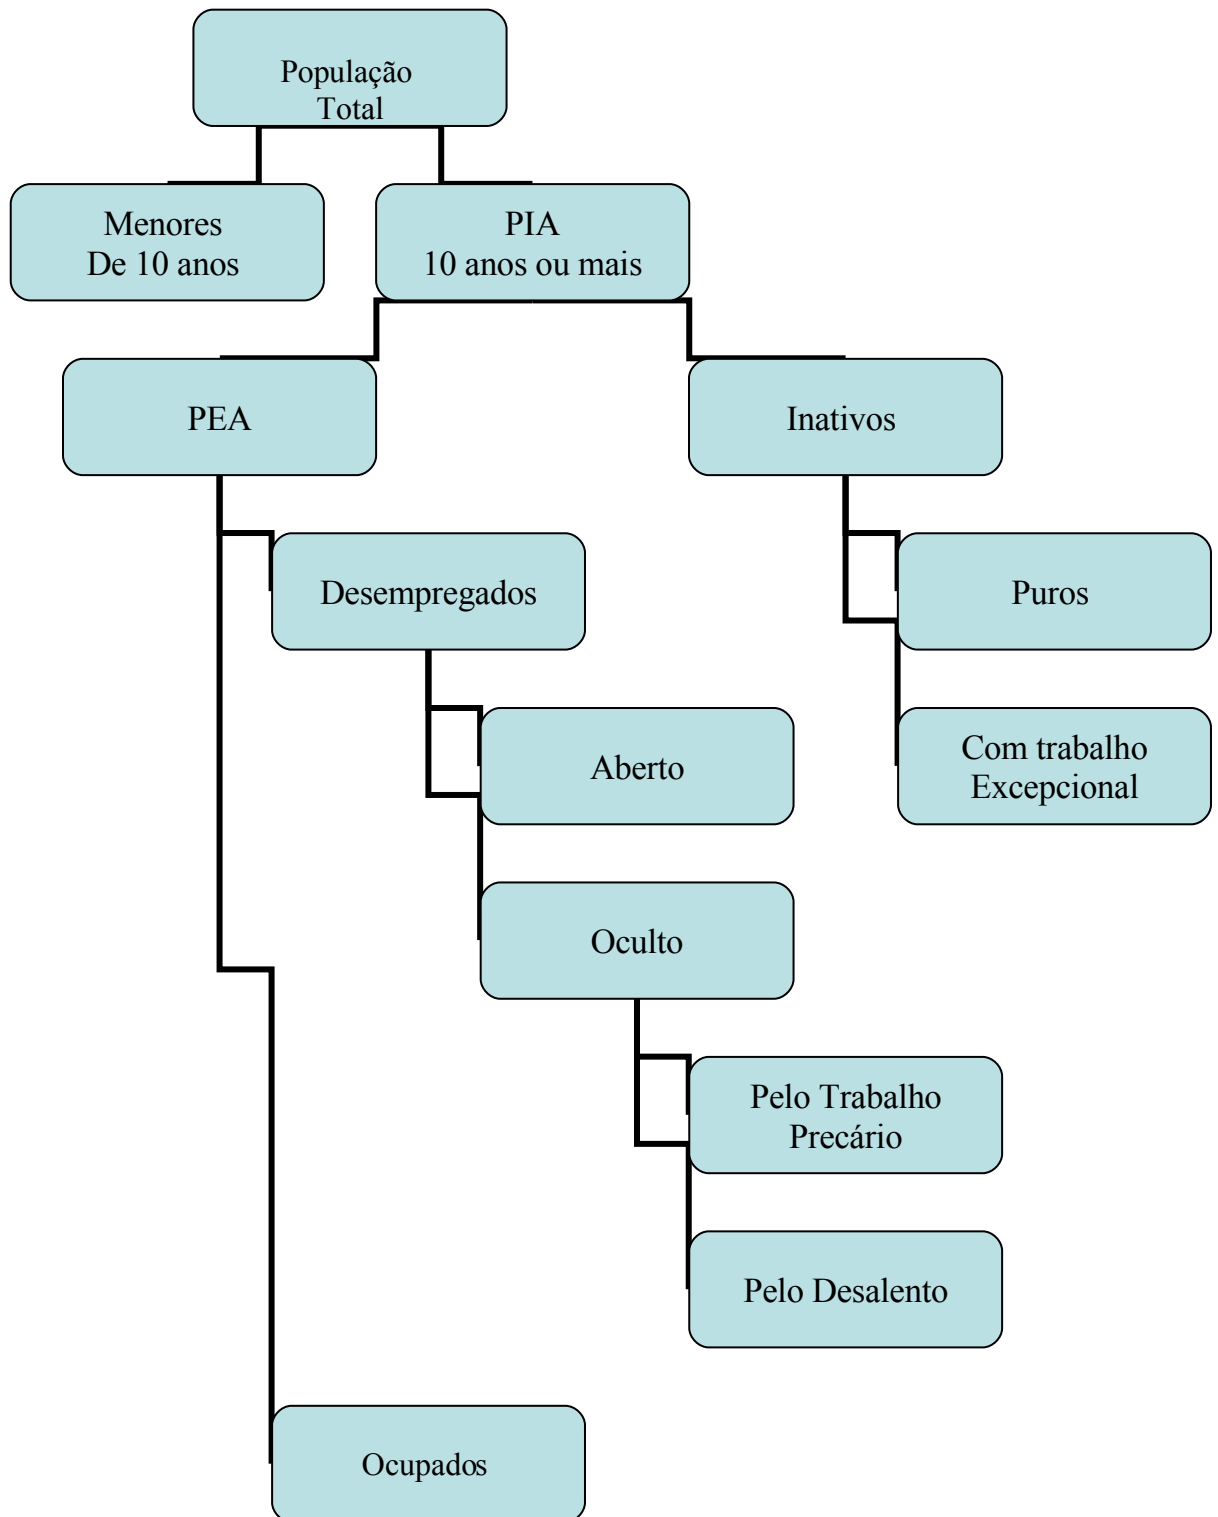 População
Total
Menores
De 10 anos
PIA
10 anos ou mais
PEA
Inativos
Desempregados
Puros
Aberto
Com trabalho
Excepcional
Oculto
Pelo Trabalho
Precário
Pelo Desalento
Ocupados